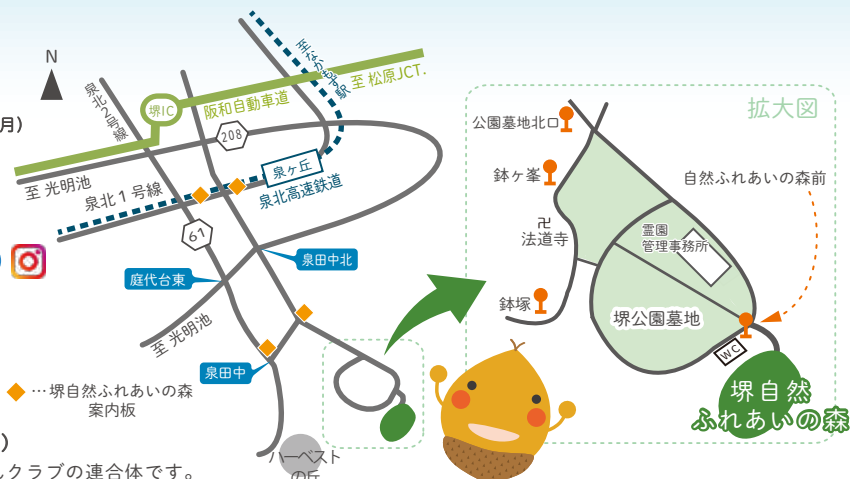 N
月）
至なかもず駅
至 松原JCT.
阪和自動車道
堺IC
泉北2号線
208
泉ヶ丘
至 光明池
泉北1号線
泉北高速鉄道
61
泉田中北
庭代台東
至 光明池
泉田中
…堺自然ふれあいの森
案内板
ハーベスト
の丘
）
クラブの連合体です。
拡大図
公園墓地北口
鉢ヶ峯
自然ふれあいの森前
卍
法道寺
霊園
管理事務所
鉢塚
堺公園墓地
WC
堺自然
ふれあいの森